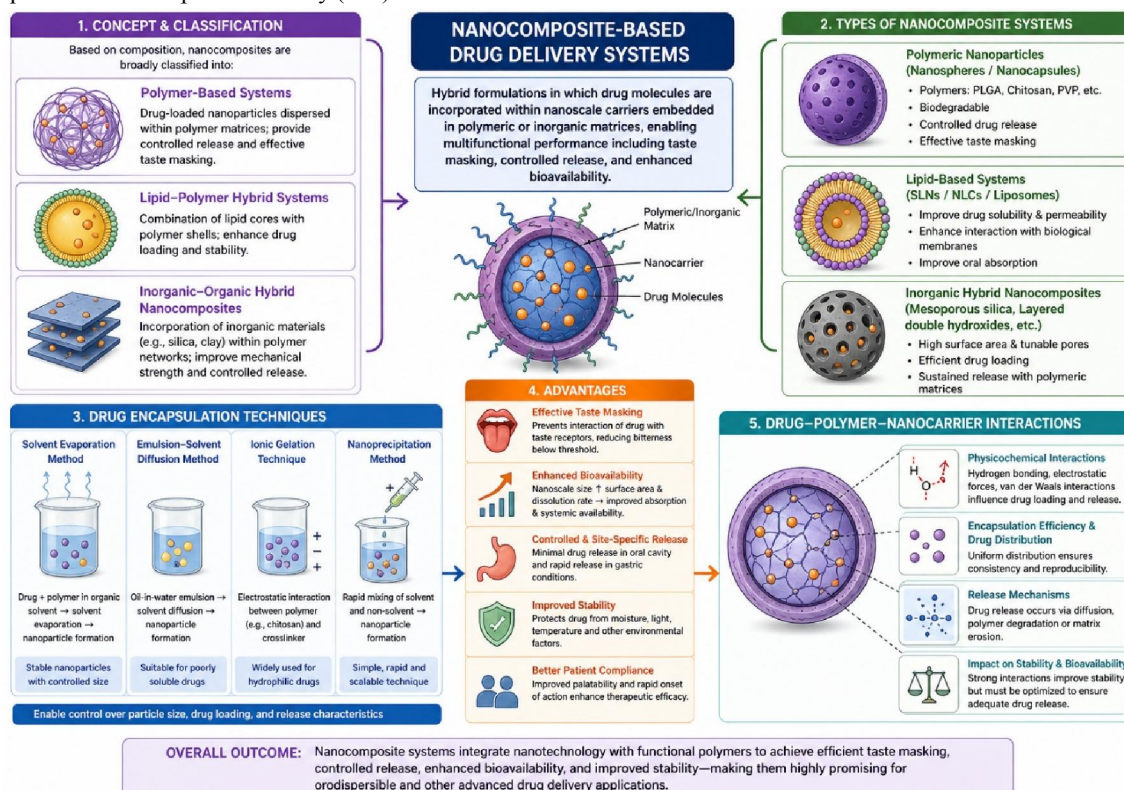 1. CONCEPT & CLASSIFICATION
Based on composition, nanocomposites are
broadly classified into:
Polymer-Based Systems
Drug-loaded nanoparticles dispersed
within polymer matrices; provide
controlled release and effective
taste masking.
Lipid–Polymer Hybrid Systems
Combination of lipid cores with
polymer shells; enhance drug
loading and stability.
Inorganic–Organic Hybrid
Nanocomposites
Incorporation of inorganic materials
(e.g., silica, clay) within polymer
networks; improve mechanical
strength and controlled release.
NANOCOMPOSITE-BASED
DRUG DELIVERY SYSTEMS
Hybrid formulations in which drug molecules are
incorporated within nanoscale carriers embedded
in polymeric or inorganic matrices, enabling
multifunctional performance including taste
masking, controlled release, and enhanced
bioavailability.
Polymeric/Inorganic
Matrix
Nanocarrier
Drug Molecules
2. TYPES OF NANOCOMPOSITE SYSTEMS
Polymeric Nanoparticles
(Nanospheres / Nanocapsules)
• Polymers: PLGA, Chitosan, PVP, etc.
• Biodegradable
• Controlled drug release
• Effective taste masking
Lipid-Based Systems
(SLNs / NLCs / Liposomes)
• Improve drug solubility & permeability
• Enhance interaction with biological
membranes
• Improve oral absorption
Inorganic Hybrid Nanocomposites
(Mesoporous silica, Layered
double hydroxides, etc.)
• High surface area & tunable pores
• Efficient drug loading
• Sustained release with polymeric
matrices
3. DRUG ENCAPSULATION TECHNIQUES
Solvent Evaporation
Method
Drug + polymer in organic
solvent → solvent
evaporation →
nanoparticle formation
Stable nanoparticles
with controlled size
Emulsion–Solvent
Diffusion Method
Oil-in-water emulsion →
solvent diffusion →
nanoparticle
formation
Suitable for poorly
soluble drugs
Ionic Gelation
Technique
+
−
+
Electrostatic interaction
between polymer
(e.g., chitosan) and
crosslinker
Widely used for
hydrophilic drugs
Nanoprecipitation
Method
+
Rapid mixing of solvent
and non-solvent →
nanoparticle
formation
Simple, rapid and
scalable technique
Enable control over particle size, drug loading, and release characteristics
4. ADVANTAGES
Effective Taste Masking
Prevents interaction of drug with
taste receptors, reducing bitterness
below threshold.
Enhanced Bioavailability
Nanoscale size ↑ surface area &
dissolution rate → improved absorption
& systemic availability.
Controlled & Site-Specific Release
Minimal drug release in oral cavity
and rapid release in gastric
conditions.
Improved Stability
Protects drug from moisture, light,
temperature and other environmental
factors.
Better Patient Compliance
Improved palatability and rapid onset
of action enhance therapeutic efficacy.
5. DRUG–POLYMER–NANOCARRIER INTERACTIONS
H
O
Physicochemical Interactions
Hydrogen bonding, electrostatic
forces, van der Waals interactions
influence drug loading and release.
Encapsulation Efficiency &
Drug Distribution
Uniform distribution ensures
consistency and reproducibility.
Release Mechanisms
Drug release occurs via diffusion,
polymer degradation or matrix
erosion.
Impact on Stability & Bioavailability
Strong interactions improve stability
but must be optimized to ensure
adequate drug release.
OVERALL OUTCOME: Nanocomposite systems integrate nanotechnology with functional polymers to achieve efficient taste masking,
controlled release, enhanced bioavailability, and improved stability—making them highly promising for
orodispersible and other advanced drug delivery applications.